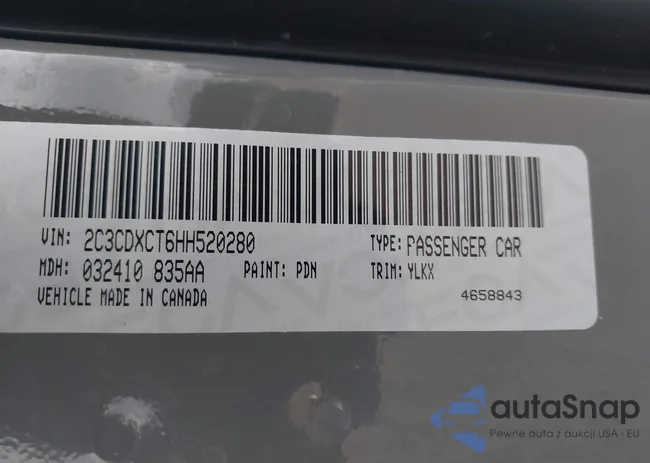 VIN: 2C3CDXCT6HH520280 TYPE: PASSENGER CAR
MDH: 032410 835AA PAINT: PDN TRIM: YLKX
VEHICLE MADE IN CANADA 4658843
autaSnap
Pewne auta z aukcji USA i EU